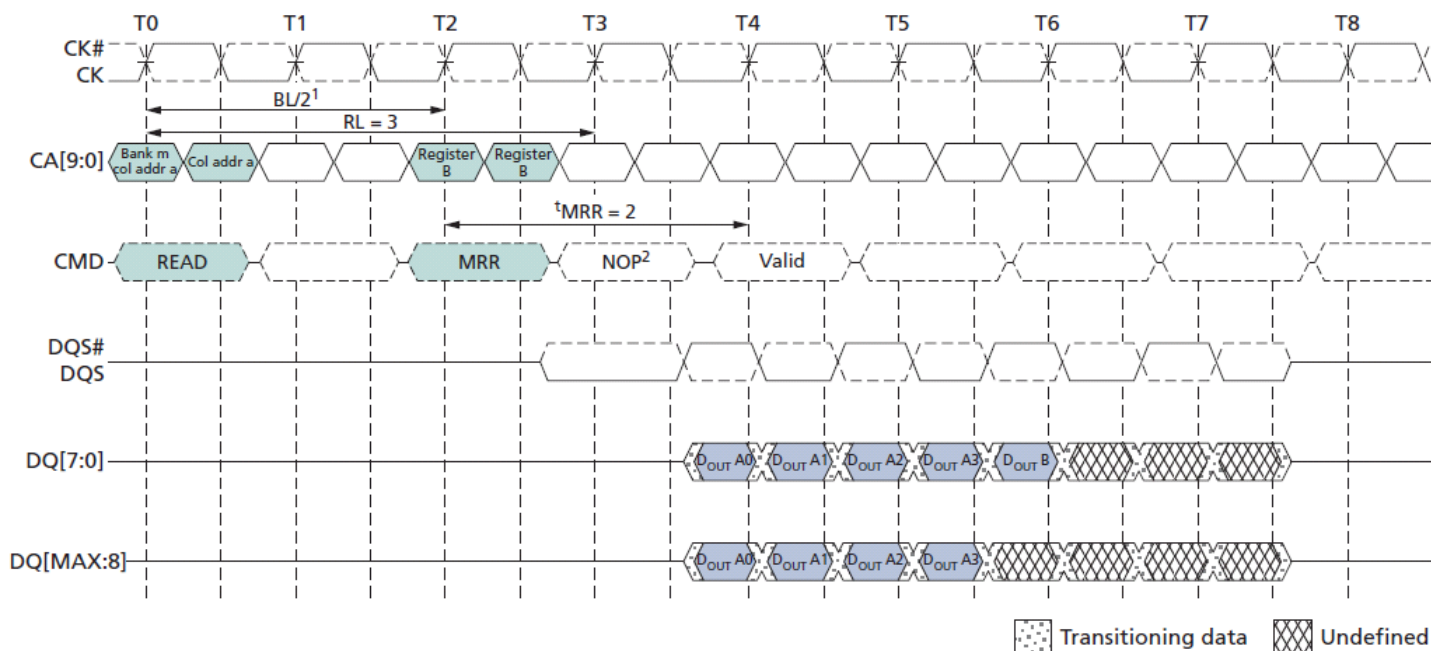 T0 T1 T2 T3 T4 T5 T6 T7 T8
CK#
CK
BL/2¹
RL = 3
CA[9:0]
Bank m
col addr a
Col addr a
Register
B
Register
B
ᵗMRR = 2
CMD READ MRR NOP² Valid
DQS#
DQS
DQ[7:0] DOUT A0 DOUT A1 DOUT A2 DOUT A3 DOUT B
DQ[MAX:8] DOUT A0 DOUT A1 DOUT A2 DOUT A3
Transitioning data Undefined